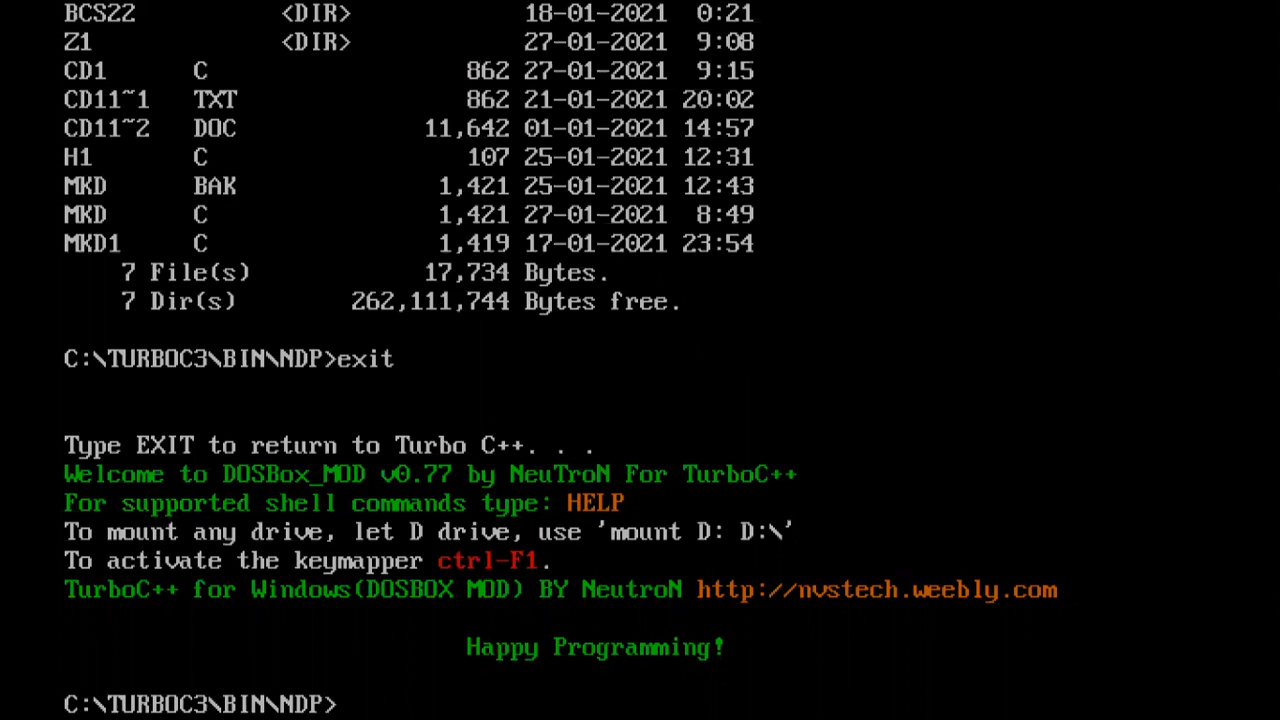 BCS22 <DIR> 18-01-2021 0:21
Z1 <DIR> 27-01-2021 9:08
CD1 C 862 27-01-2021 9:15
CD11~1 TXT 862 21-01-2021 20:02
CD11~2 DOC 11,642 01-01-2021 14:57
H1 C 107 25-01-2021 12:31
MKD BAK 1,421 25-01-2021 12:43
MKD C 1,421 27-01-2021 8:49
MKD1 C 1,419 17-01-2021 23:54
7 File(s) 17,734 Bytes.
7 Dir(s) 262,111,744 Bytes free.
C:\TURBOC3\BIN\NDP>exit
Type EXIT to return to Turbo C++. . .
Welcome to DOSBox_MOD v0.77 by NeuTroN For TurboC++
For supported shell commands type: HELP
To mount any drive, let D drive, use 'mount D: D:\'
To activate the keymapper ctrl-F1.
TurboC++ for Windows(DOSBOX MOD) BY NeutroN http://nvstech.weebly.com
Happy Programming!
C:\TURBOC3\BIN\NDP>